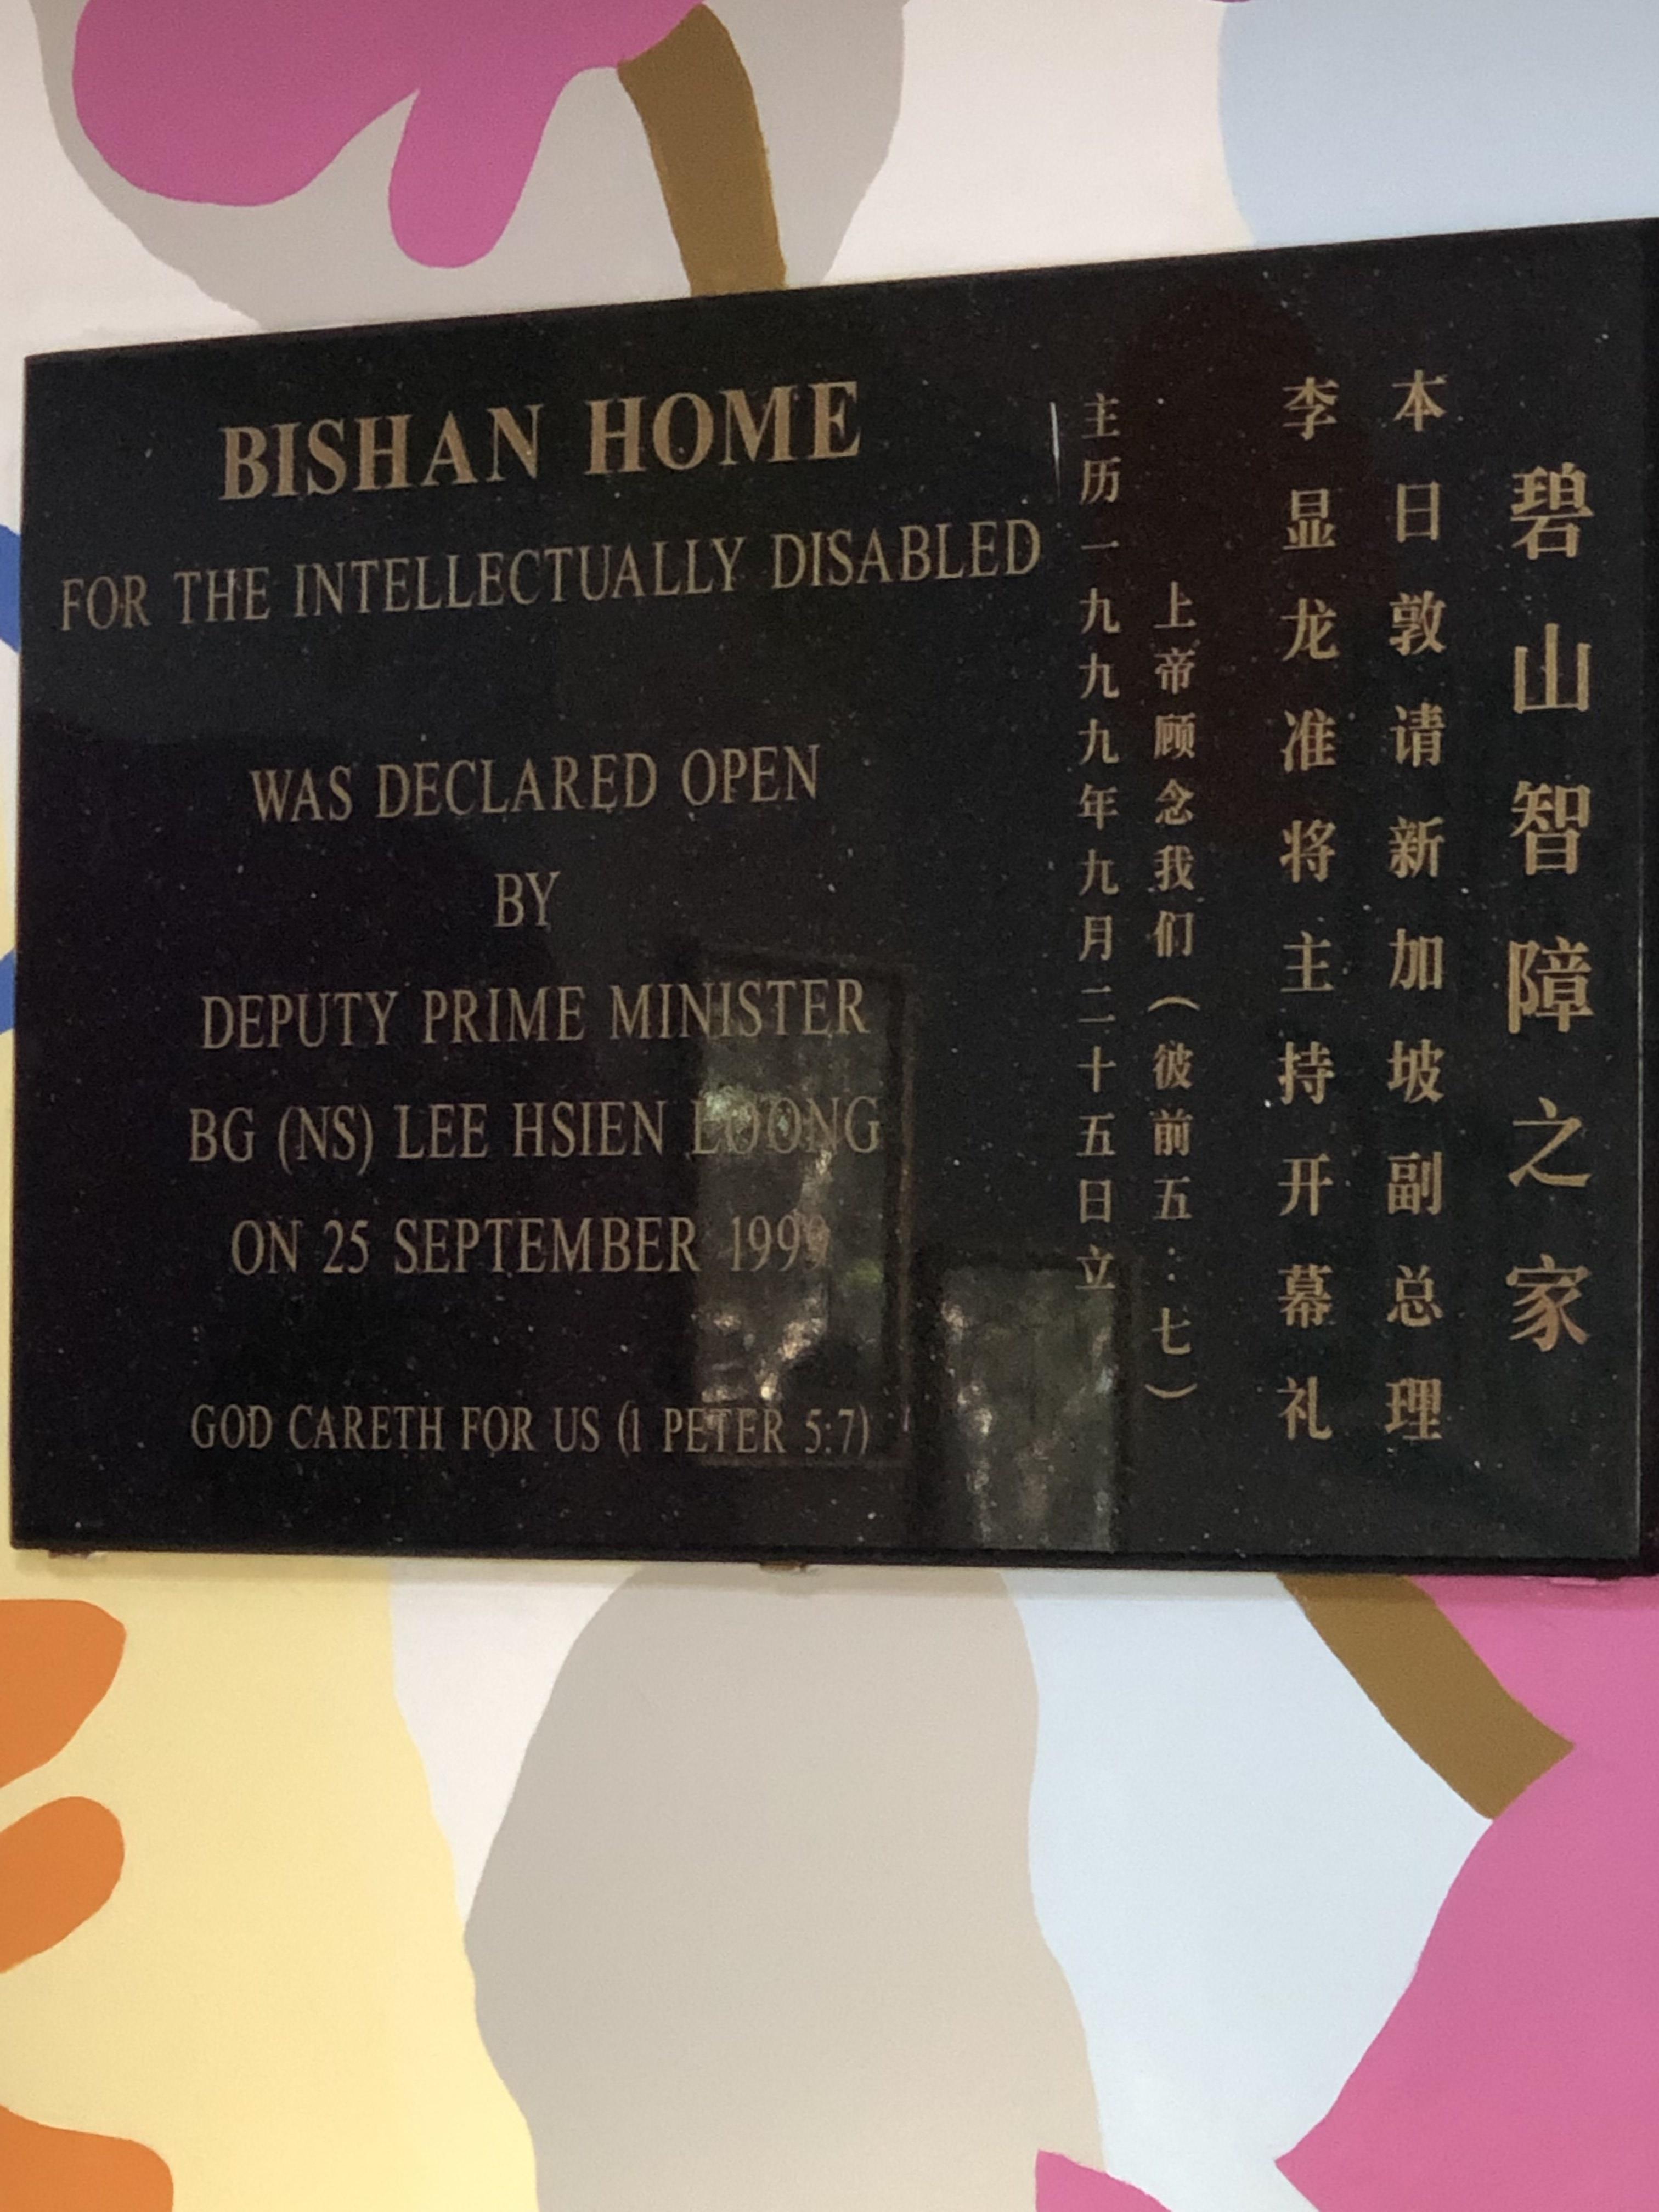 BISHAN HOME
FOR THE INTELLECTUALLY DISABLED
WAS DECLARED OPEN
BY
DEPUTY PRIME MINISTER
BG (NS) LEE HSIEN LOONG
ON 25 SEPTEMBER 1999
GOD CARETH FOR US (1 PETER 5:7)
碧山智障之家
本日敦请新加坡副总理
李显龙准将主持开幕礼
上帝顾念我们(彼前五:七)
主历一九九九年九月二十五日立